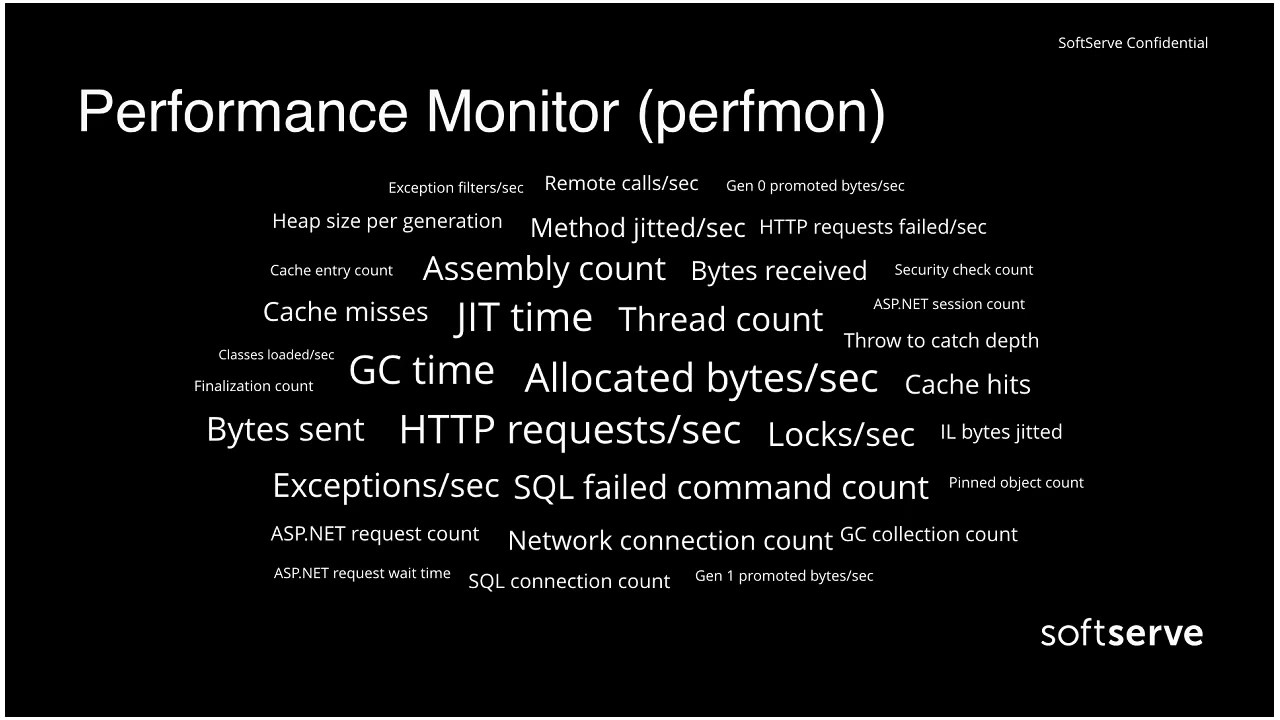 SoftServe Confidential
Performance Monitor (perfmon)
Exception filters/sec Remote calls/sec Gen 0 promoted bytes/sec
Heap size per generation Method jitted/sec HTTP requests failed/sec
Cache entry count Assembly count Bytes received Security check count
Cache misses JIT time Thread count ASP.NET session count
Throw to catch depth
Classes loaded/sec GC time Allocated bytes/sec Cache hits
Finalization count
Bytes sent HTTP requests/sec Locks/sec IL bytes jitted
Exceptions/sec SQL failed command count Pinned object count
ASP.NET request count Network connection count GC collection count
ASP.NET request wait time SQL connection count Gen 1 promoted bytes/sec
softserve